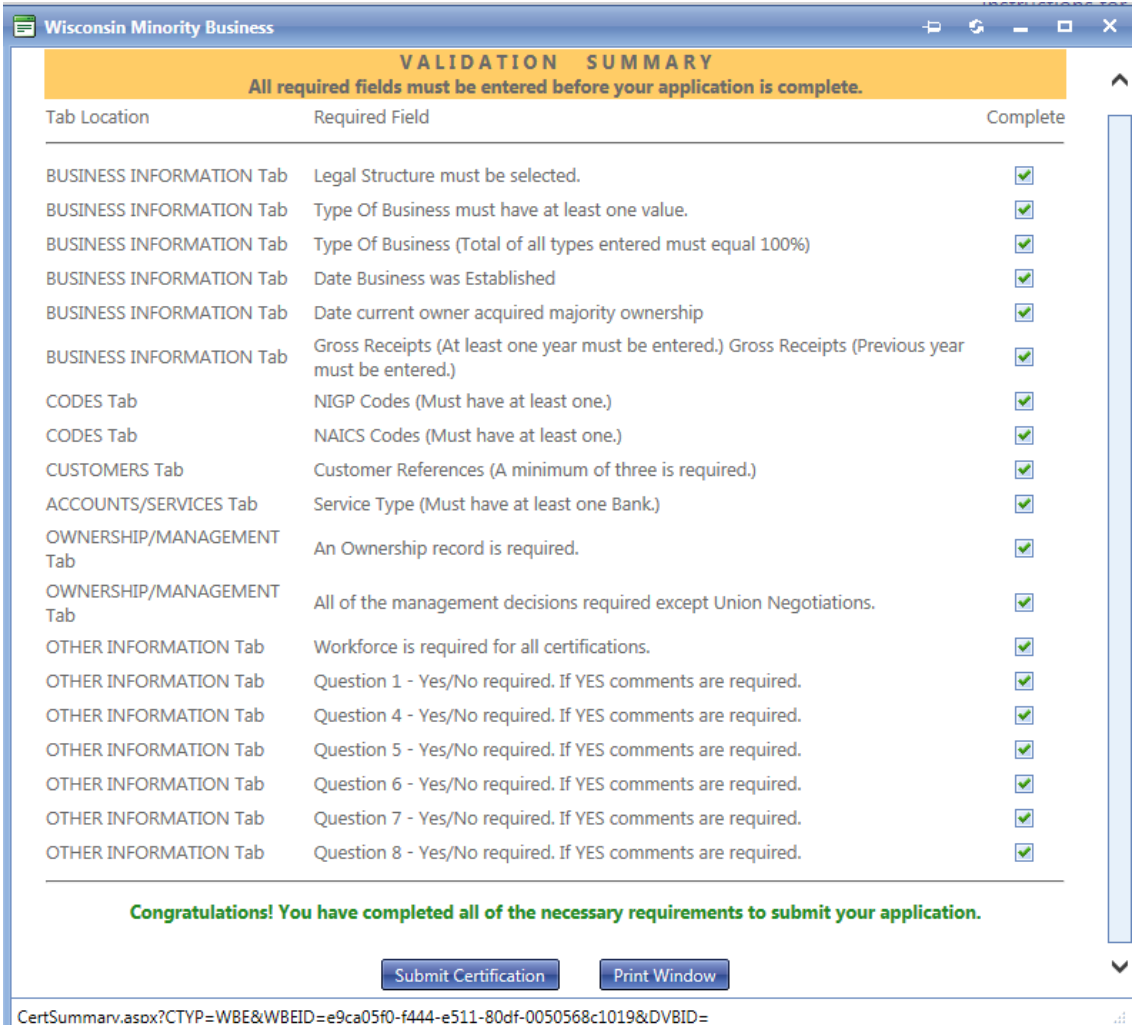 instructions for
Wisconsin Minority Business
VALIDATION SUMMARY
All required fields must be entered before your application is complete.
Tab Location Required Field Complete
BUSINESS INFORMATION Tab Legal Structure must be selected.
BUSINESS INFORMATION Tab Type Of Business must have at least one value.
BUSINESS INFORMATION Tab Type Of Business (Total of all types entered must equal 100%)
BUSINESS INFORMATION Tab Date Business was Established
BUSINESS INFORMATION Tab Date current owner acquired majority ownership
BUSINESS INFORMATION Tab Gross Receipts (At least one year must be entered.) Gross Receipts (Previous year
must be entered.)
CODES Tab NIGP Codes (Must have at least one.)
CODES Tab NAICS Codes (Must have at least one.)
CUSTOMERS Tab Customer References (A minimum of three is required.)
ACCOUNTS/SERVICES Tab Service Type (Must have at least one Bank.)
OWNERSHIP/MANAGEMENT
Tab An Ownership record is required.
OWNERSHIP/MANAGEMENT
Tab All of the management decisions required except Union Negotiations.
OTHER INFORMATION Tab Workforce is required for all certifications.
OTHER INFORMATION Tab Question 1 - Yes/No required. If YES comments are required.
OTHER INFORMATION Tab Question 4 - Yes/No required. If YES comments are required.
OTHER INFORMATION Tab Question 5 - Yes/No required. If YES comments are required.
OTHER INFORMATION Tab Question 6 - Yes/No required. If YES comments are required.
OTHER INFORMATION Tab Question 7 - Yes/No required. If YES comments are required.
OTHER INFORMATION Tab Question 8 - Yes/No required. If YES comments are required.
Congratulations! You have completed all of the necessary requirements to submit your application.
Submit Certification Print Window
CertSummary.aspx?CTYP=WBE&WBEID=e9ca05f0-f444-e511-80df-0050568c1019&DVBID=